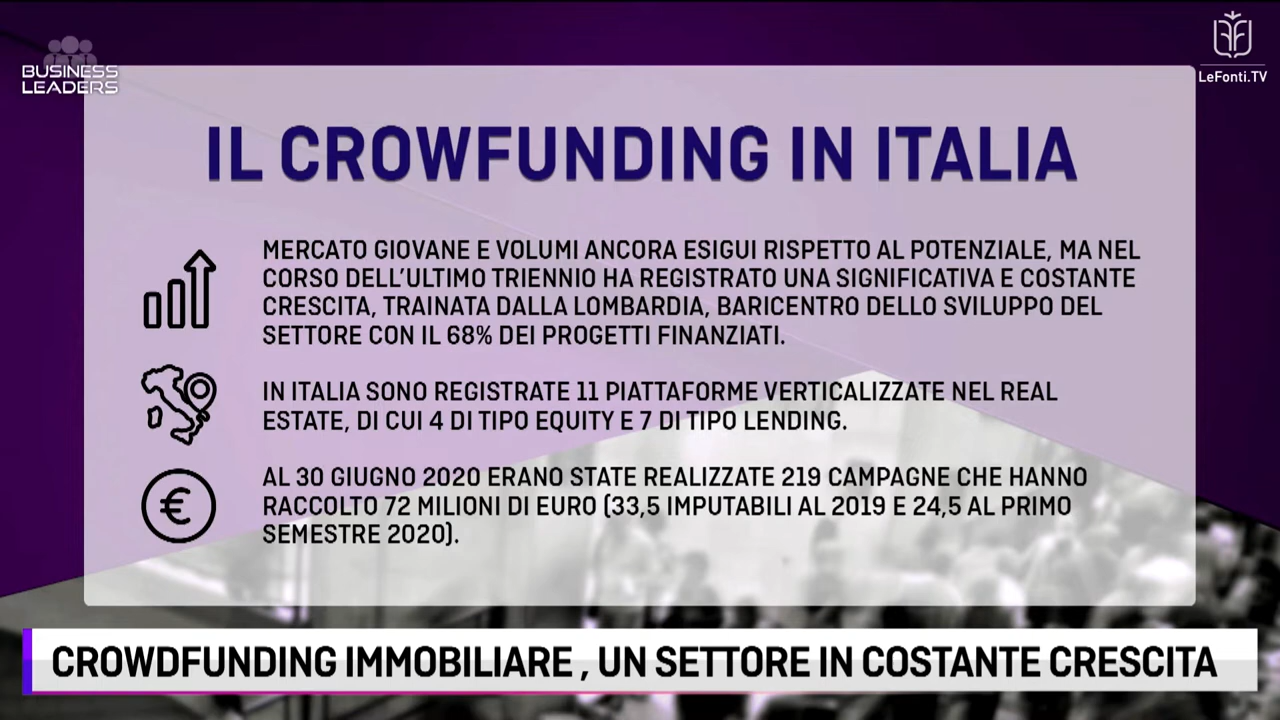 BUSINESS
LEADERS
LeFonti.TV
IL CROWFUNDING IN ITALIA
MERCATO GIOVANE E VOLUMI ANCORA ESIGUI RISPETTO AL POTENZIALE, MA NEL
CORSO DELL'ULTIMO TRIENNIO HA REGISTRATO UNA SIGNIFICATIVA E COSTANTE
CRESCITA, TRAINATA DALLA LOMBARDIA, BARICENTRO DELLO SVILUPPO DEL
SETTORE CON IL 68% DEI PROGETTI FINANZIATI.
IN ITALIA SONO REGISTRATE 11 PIATTAFORME VERTICALIZZATE NEL REAL
ESTATE, DI CUI 4 DI TIPO EQUITY E 7 DI TIPO LENDING.
AL 30 GIUGNO 2020 ERANO STATE REALIZZATE 219 CAMPAGNE CHE HANNO
RACCOLTO 72 MILIONI DI EURO (33,5 IMPUTABILI AL 2019 E 24,5 AL PRIMO
SEMESTRE 2020).
CROWDFUNDING IMMOBILIARE , UN SETTORE IN COSTANTE CRESCITA